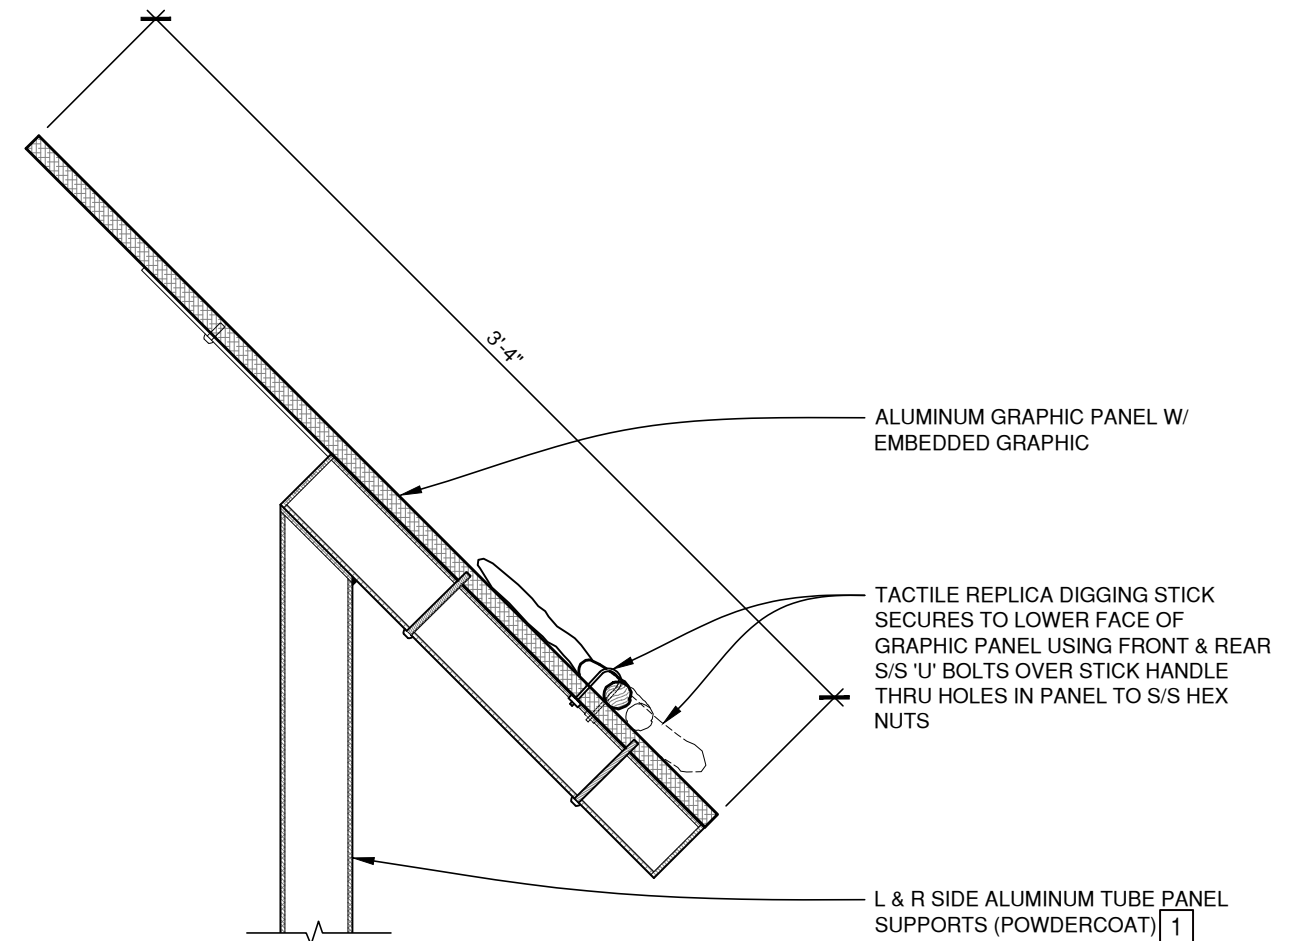 3'-4"
ALUMINUM GRAPHIC PANEL W/
EMBEDDED GRAPHIC
TACTILE REPLICA DIGGING STICK
SECURES TO LOWER FACE OF
GRAPHIC PANEL USING FRONT & REAR
S/S 'U' BOLTS OVER STICK HANDLE
THRU HOLES IN PANEL TO S/S HEX
NUTS
L & R SIDE ALUMINUM TUBE PANEL
SUPPORTS (POWDERCOAT) 1